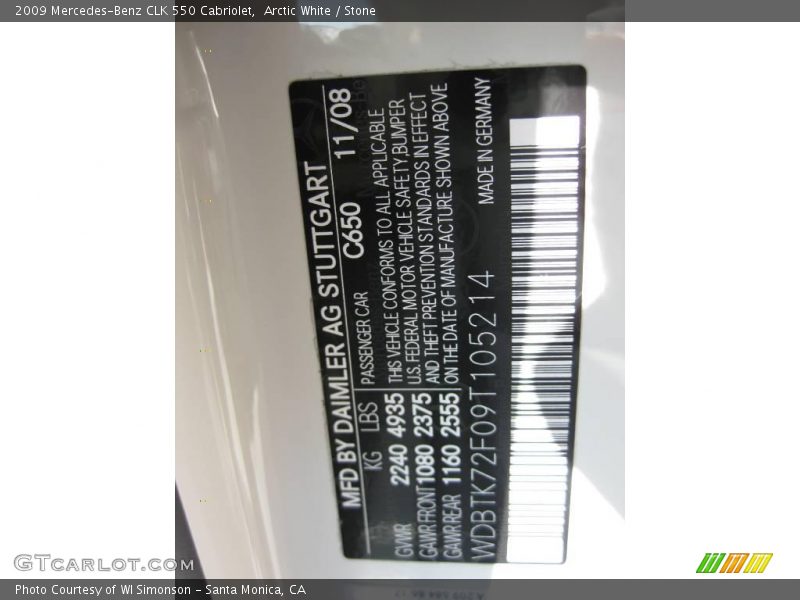 2009 Mercedes-Benz CLK 550 Cabriolet,  Arctic White / Stone
MFD BY DAIMLER AG STUTTGART 11/08
KG LBS PASSENGER CAR C650
GVWR 2240 4935 THIS VEHICLE CONFORMS TO ALL APPLICABLE
GAWR FRONT 1080 2375 U.S. FEDERAL MOTOR VEHICLE SAFETY, BUMPER
GAWR REAR 1160 2555 AND THEFT PREVENTION STANDARDS IN EFFECT
ON THE DATE OF MANUFACTURE SHOWN ABOVE
WDBTK72F09T105214 MADE IN GERMANY
GTCarlot.com
Photo Courtesy of WI Simonson - Santa Monica, CA